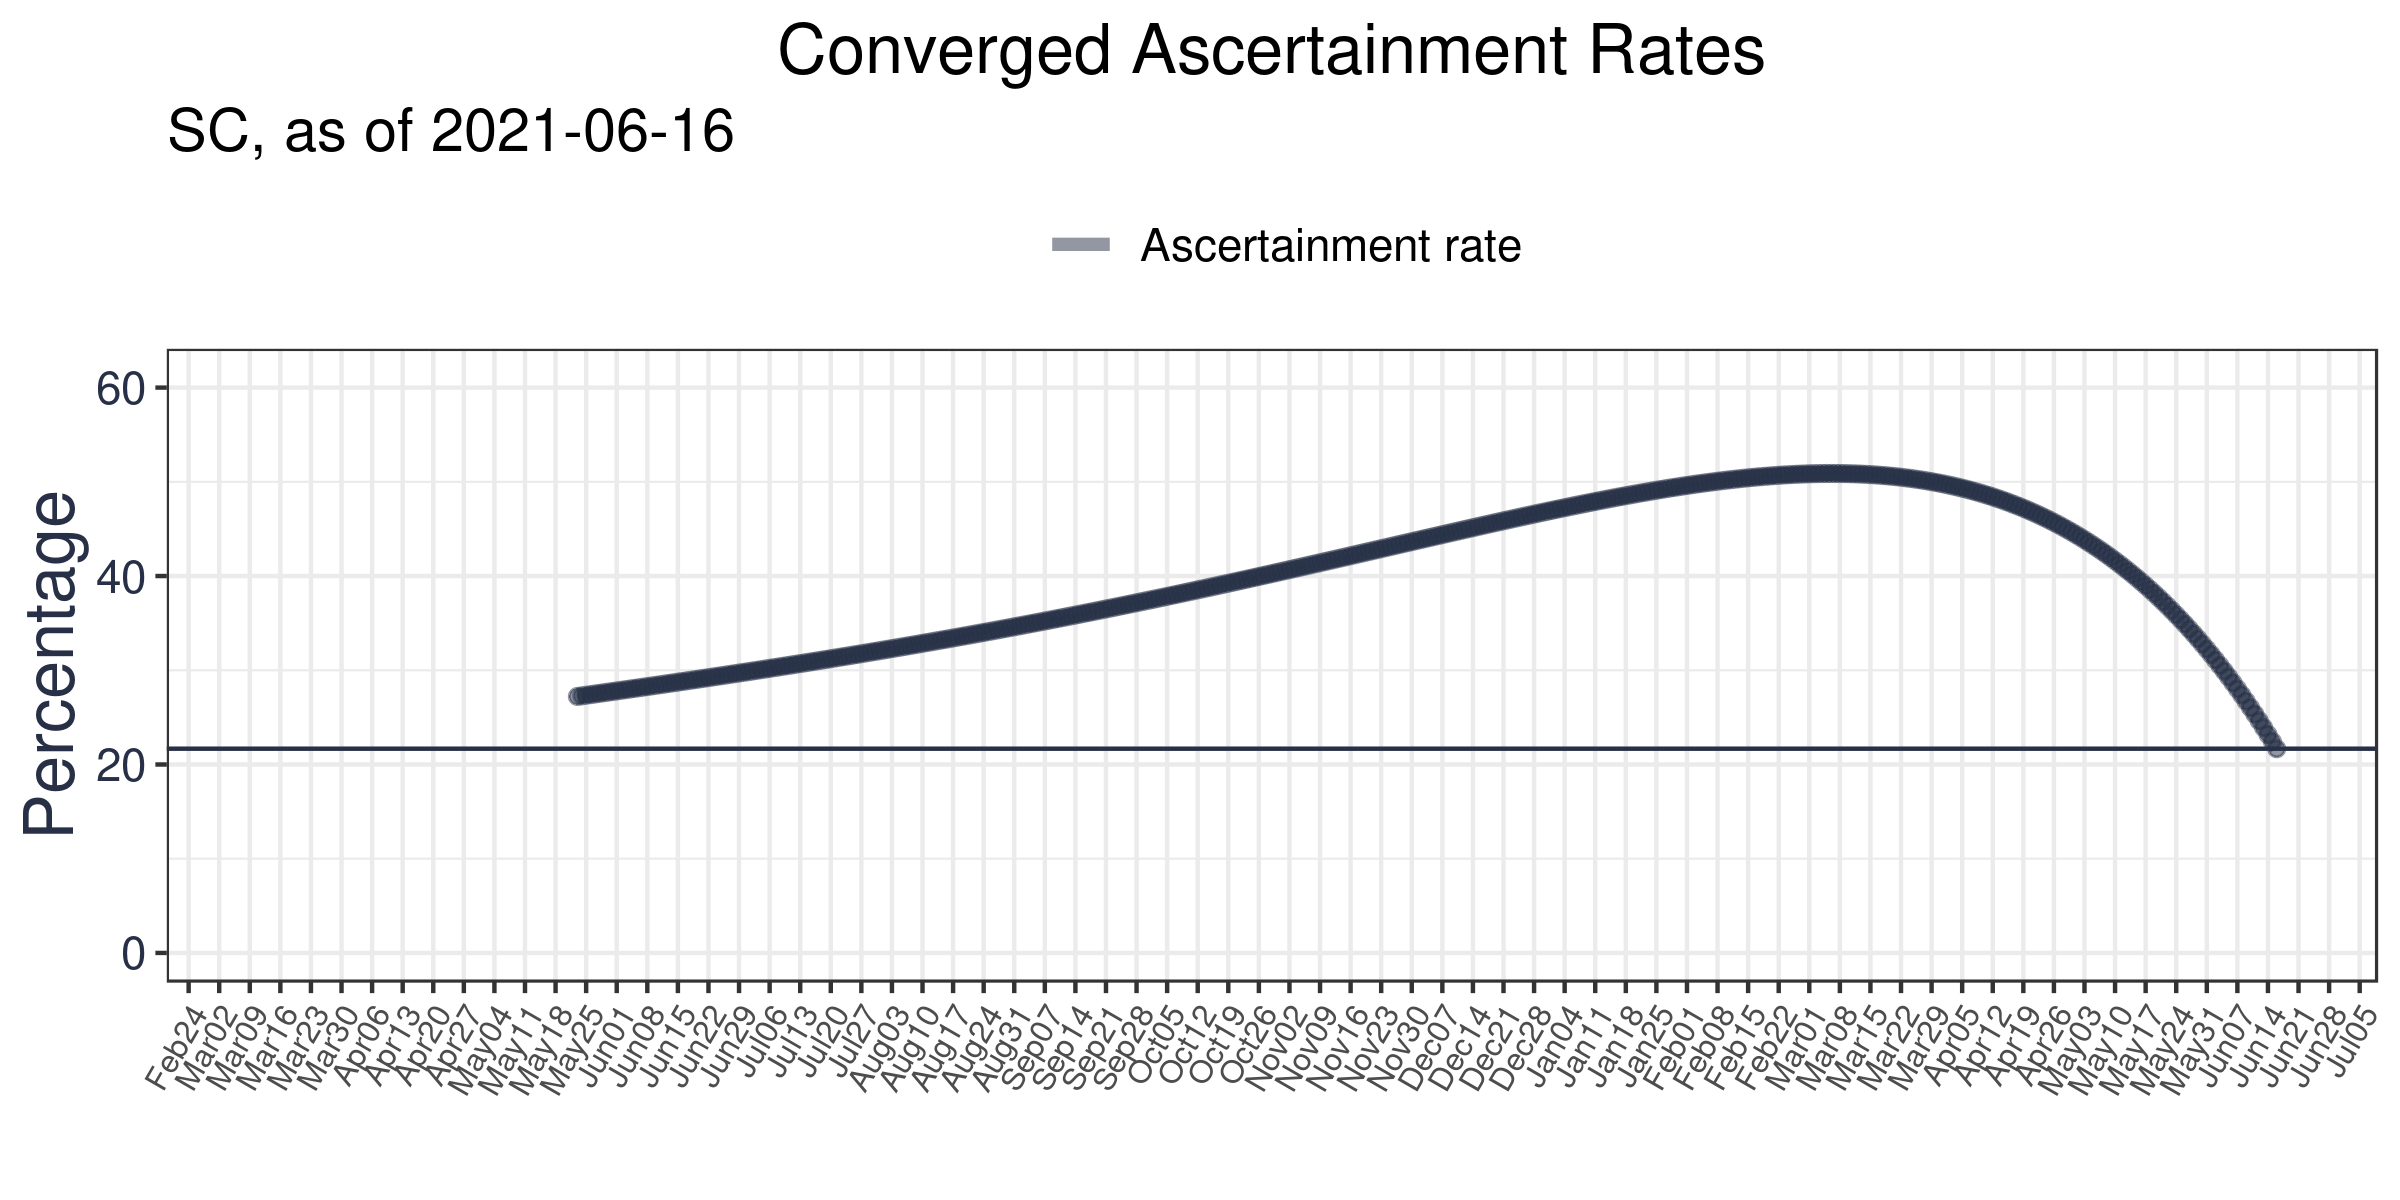 Converged Ascertainment Rates
SC, as of 2021-06-16
Ascertainment rate
Percentage
60
40
20
0
Feb24
Mar02
Mar09
Mar16
Mar23
Mar30
Apr06
Apr13
Apr20
Apr27
May04
May11
May18
May25
Jun01
Jun08
Jun15
Jun22
Jun29
Jul06
Jul13
Jul20
Jul27
Aug03
Aug10
Aug17
Aug24
Aug31
Sep07
Sep14
Sep21
Sep28
Oct05
Oct12
Oct19
Oct26
Nov02
Nov09
Nov16
Nov23
Nov30
Dec07
Dec14
Dec21
Dec28
Jan04
Jan11
Jan18
Jan25
Feb01
Feb08
Feb15
Feb22
Mar01
Mar08
Mar15
Mar22
Mar29
Apr05
Apr12
Apr19
Apr26
May03
May10
May17
May24
May31
Jun07
Jun14
Jun21
Jun28
Jul05